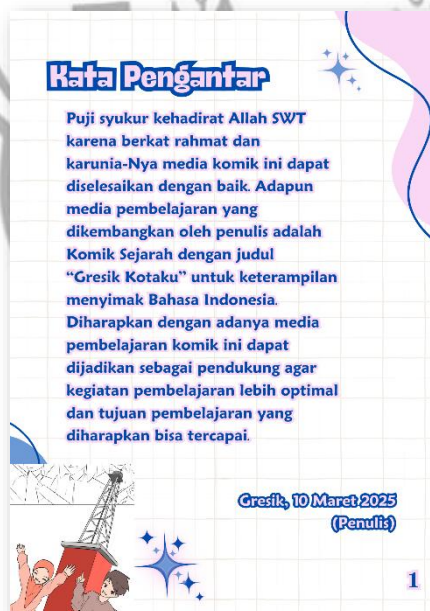 Kata Pengantar
Puji syukur kehadirat Allah SWT
karena berkat rahmat dan
karunia-Nya media komik ini dapat
diselesaikan dengan baik. Adapun
media pembelajaran yang
dikembangkan oleh penulis adalah
Komik Sejarah dengan judul
“Gresik Kotaku” untuk keterampilan
menyimak Bahasa Indonesia.
Diharapkan dengan adanya media
pembelajaran komik ini dapat
dijadikan sebagai pendukung agar
kegiatan pembelajaran lebih optimal
dan tujuan pembelajaran yang
diharapkan bisa tercapai.
Gresik, 10 Maret 2025
(Penulis)
1